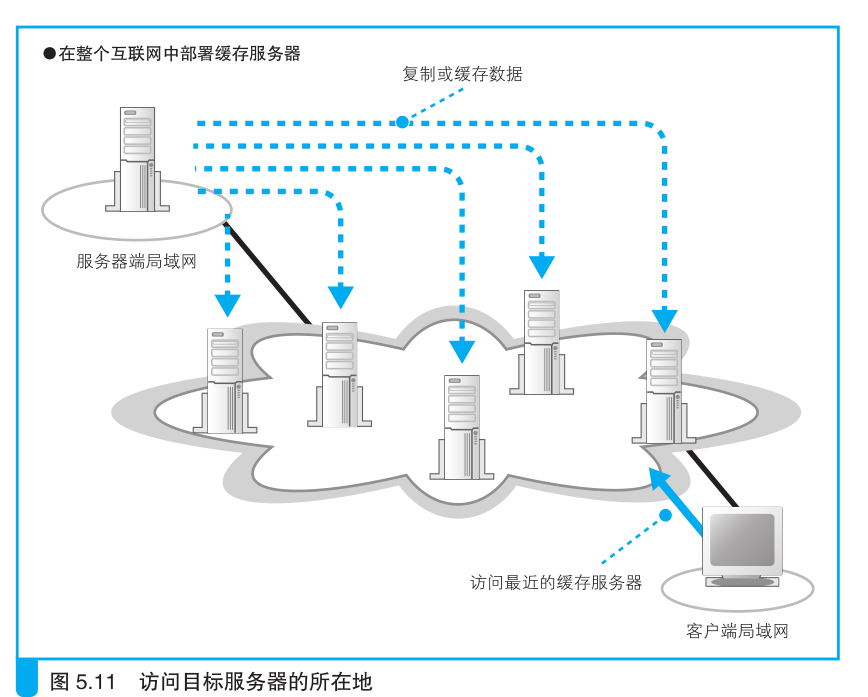 ●在整个互联网中部署缓存服务器
复制或缓存数据
服务器端局域网
访问最近的缓存服务器
客户端局域网
图 5.11 访问目标服务器的所在地